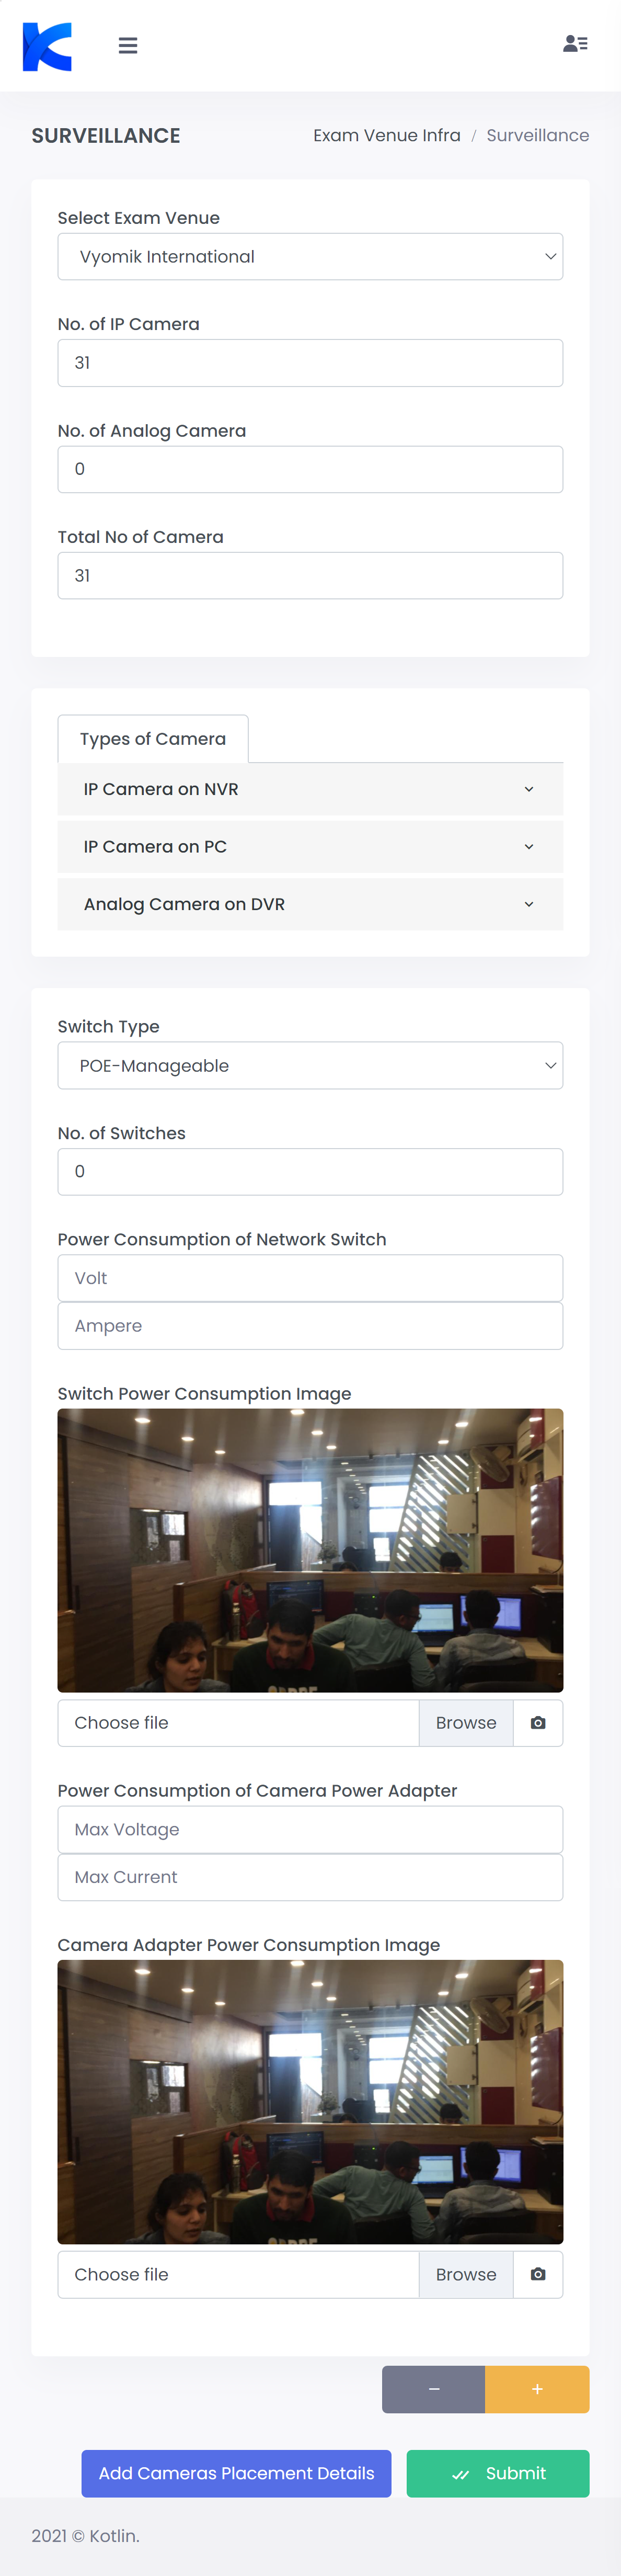 SURVEILLANCE
Exam Venue Infra / Surveillance
Select Exam Venue
Vyomik International
No. of IP Camera
31
No. of Analog Camera
0
Total No of Camera
31
Types of Camera
IP Camera on NVR
IP Camera on PC
Analog Camera on DVR
Switch Type
POE-Manageable
No. of Switches
0
Power Consumption of Network Switch
Volt
Ampere
Switch Power Consumption Image
Choose file Browse
Power Consumption of Camera Power Adapter
Max Voltage
Max Current
Camera Adapter Power Consumption Image
Choose file Browse
− +
Add Cameras Placement Details Submit
2021 © Kotlin.